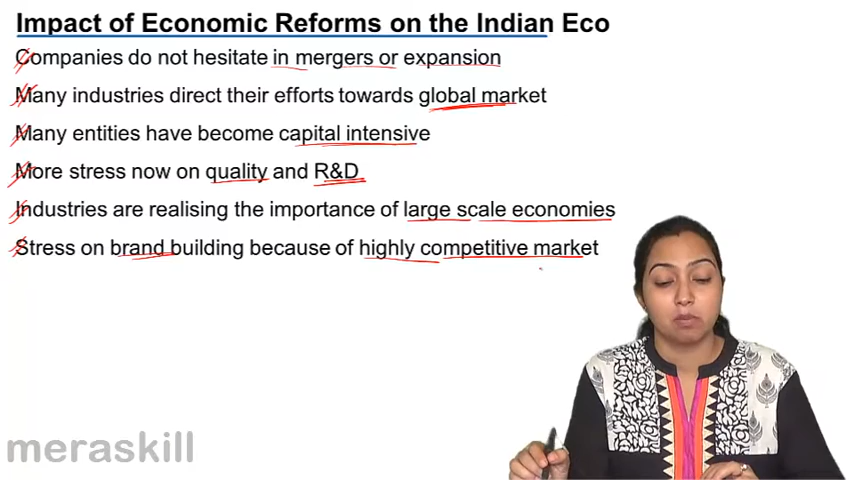 Impact of Economic Reforms on the Indian Eco
Companies do not hesitate in mergers or expansion
Many industries direct their efforts towards global market
Many entities have become capital intensive
More stress now on quality and R&D
Industries are realising the importance of large scale economies
Stress on brand building because of highly competitive market
meraskill